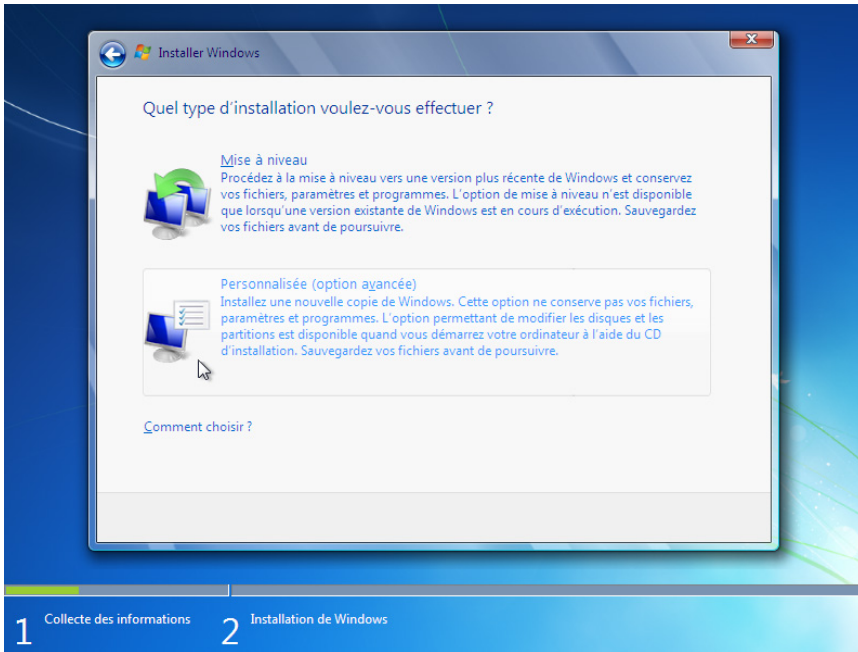 Installer Windows
Quel type d'installation voulez-vous effectuer ?
Mise à niveau
Procédez à la mise à niveau vers une version plus récente de Windows et conservez
vos fichiers, paramètres et programmes. L'option de mise à niveau n'est disponible
que lorsqu'une version existante de Windows est en cours d'exécution. Sauvegardez
vos fichiers avant de poursuivre.
Personnalisée (option avancée)
Installez une nouvelle copie de Windows. Cette option ne conserve pas vos fichiers,
paramètres et programmes. L'option permettant de modifier les disques et les
partitions est disponible quand vous démarrez votre ordinateur à l'aide du CD
d'installation. Sauvegardez vos fichiers avant de poursuivre.
Comment choisir ?
1 Collecte des informations 2 Installation de Windows